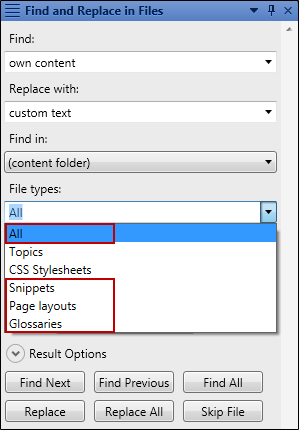 Find and Replace in Files
Find:
own content
Replace with:
custom text
Find in:
(content folder)
File types:
All
All
Topics
CSS Stylesheets
Snippets
Page layouts
Glossaries
Result Options
Find Next Find Previous Find All
Replace Replace All Skip File